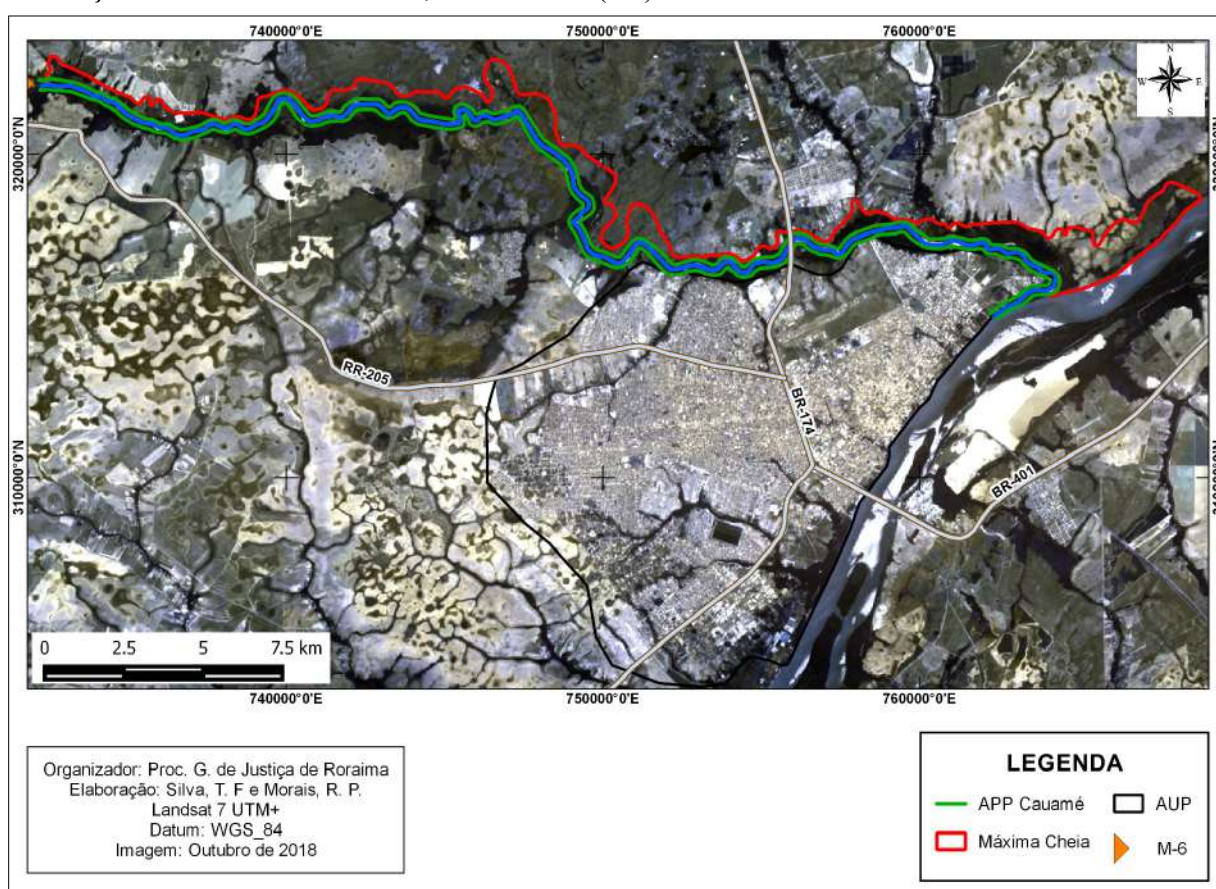 740000°0'E
750000°0'E
760000°0'E
N
W
E
S
320000°0'N
310000°0'N
RR-205
BR-174
BR-401
0 2.5 5 7.5 km
740000°0'E
750000°0'E
760000°0'E
Organizador: Proc. G. de Justiça de Roraima
Elaboração: Silva, T. F e Morais, R. P.
Landsat 7 UTM+
Datum: WGS_84
Imagem: Outubro de 2018
LEGENDA
APP Cauamé
AUP
Máxima Cheia
M-6